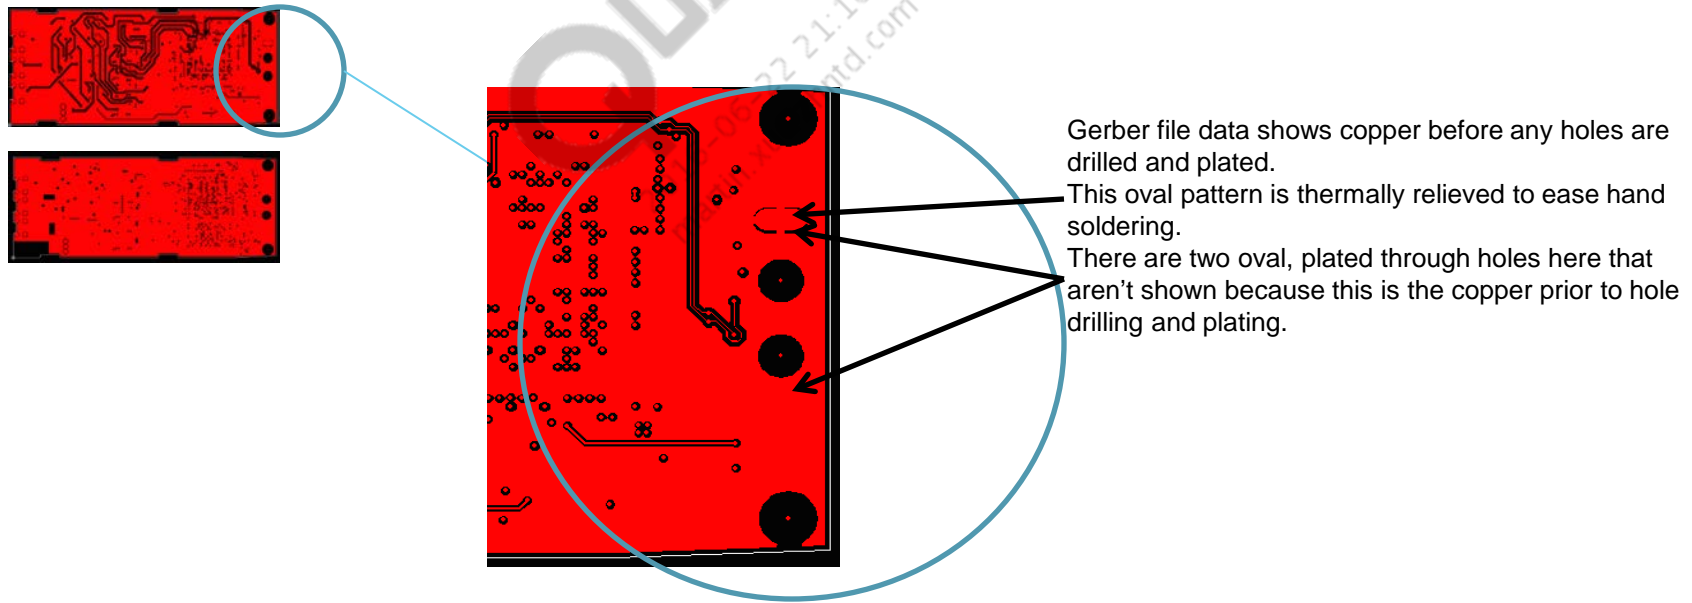 Gerber file data shows copper before any holes are
drilled and plated.
This oval pattern is thermally relieved to ease hand
soldering.
There are two oval, plated through holes here that
aren’t shown because this is the copper prior to hole
drilling and plating.